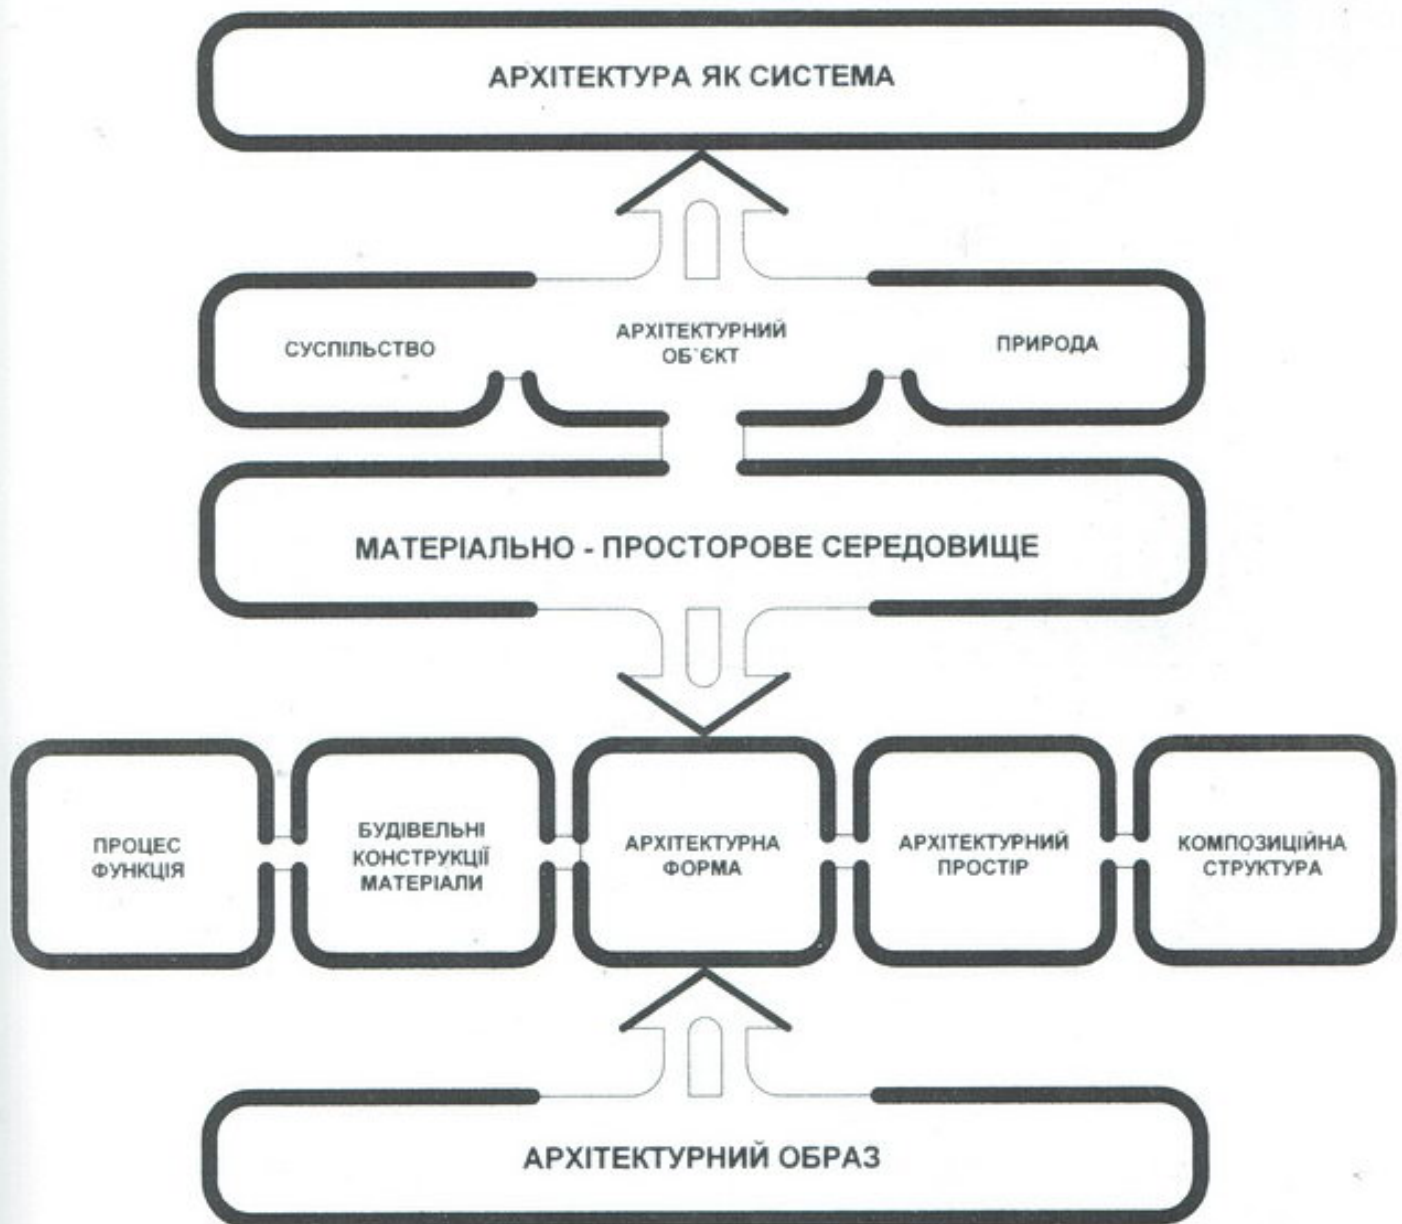 АРХІТЕКТУРА ЯК СИСТЕМА
СУСПІЛЬСТВО
АРХІТЕКТУРНИЙ
ОБ`ЄКТ
ПРИРОДА
МАТЕРІАЛЬНО - ПРОСТОРОВЕ СЕРЕДОВИЩЕ
ПРОЦЕС
ФУНКЦІЯ
БУДІВЕЛЬНІ
КОНСТРУКЦІЇ
МАТЕРІАЛИ
АРХІТЕКТУРНА
ФОРМА
АРХІТЕКТУРНИЙ
ПРОСТІР
КОМПОЗИЦІЙНА
СТРУКТУРА
АРХІТЕКТУРНИЙ ОБРАЗ